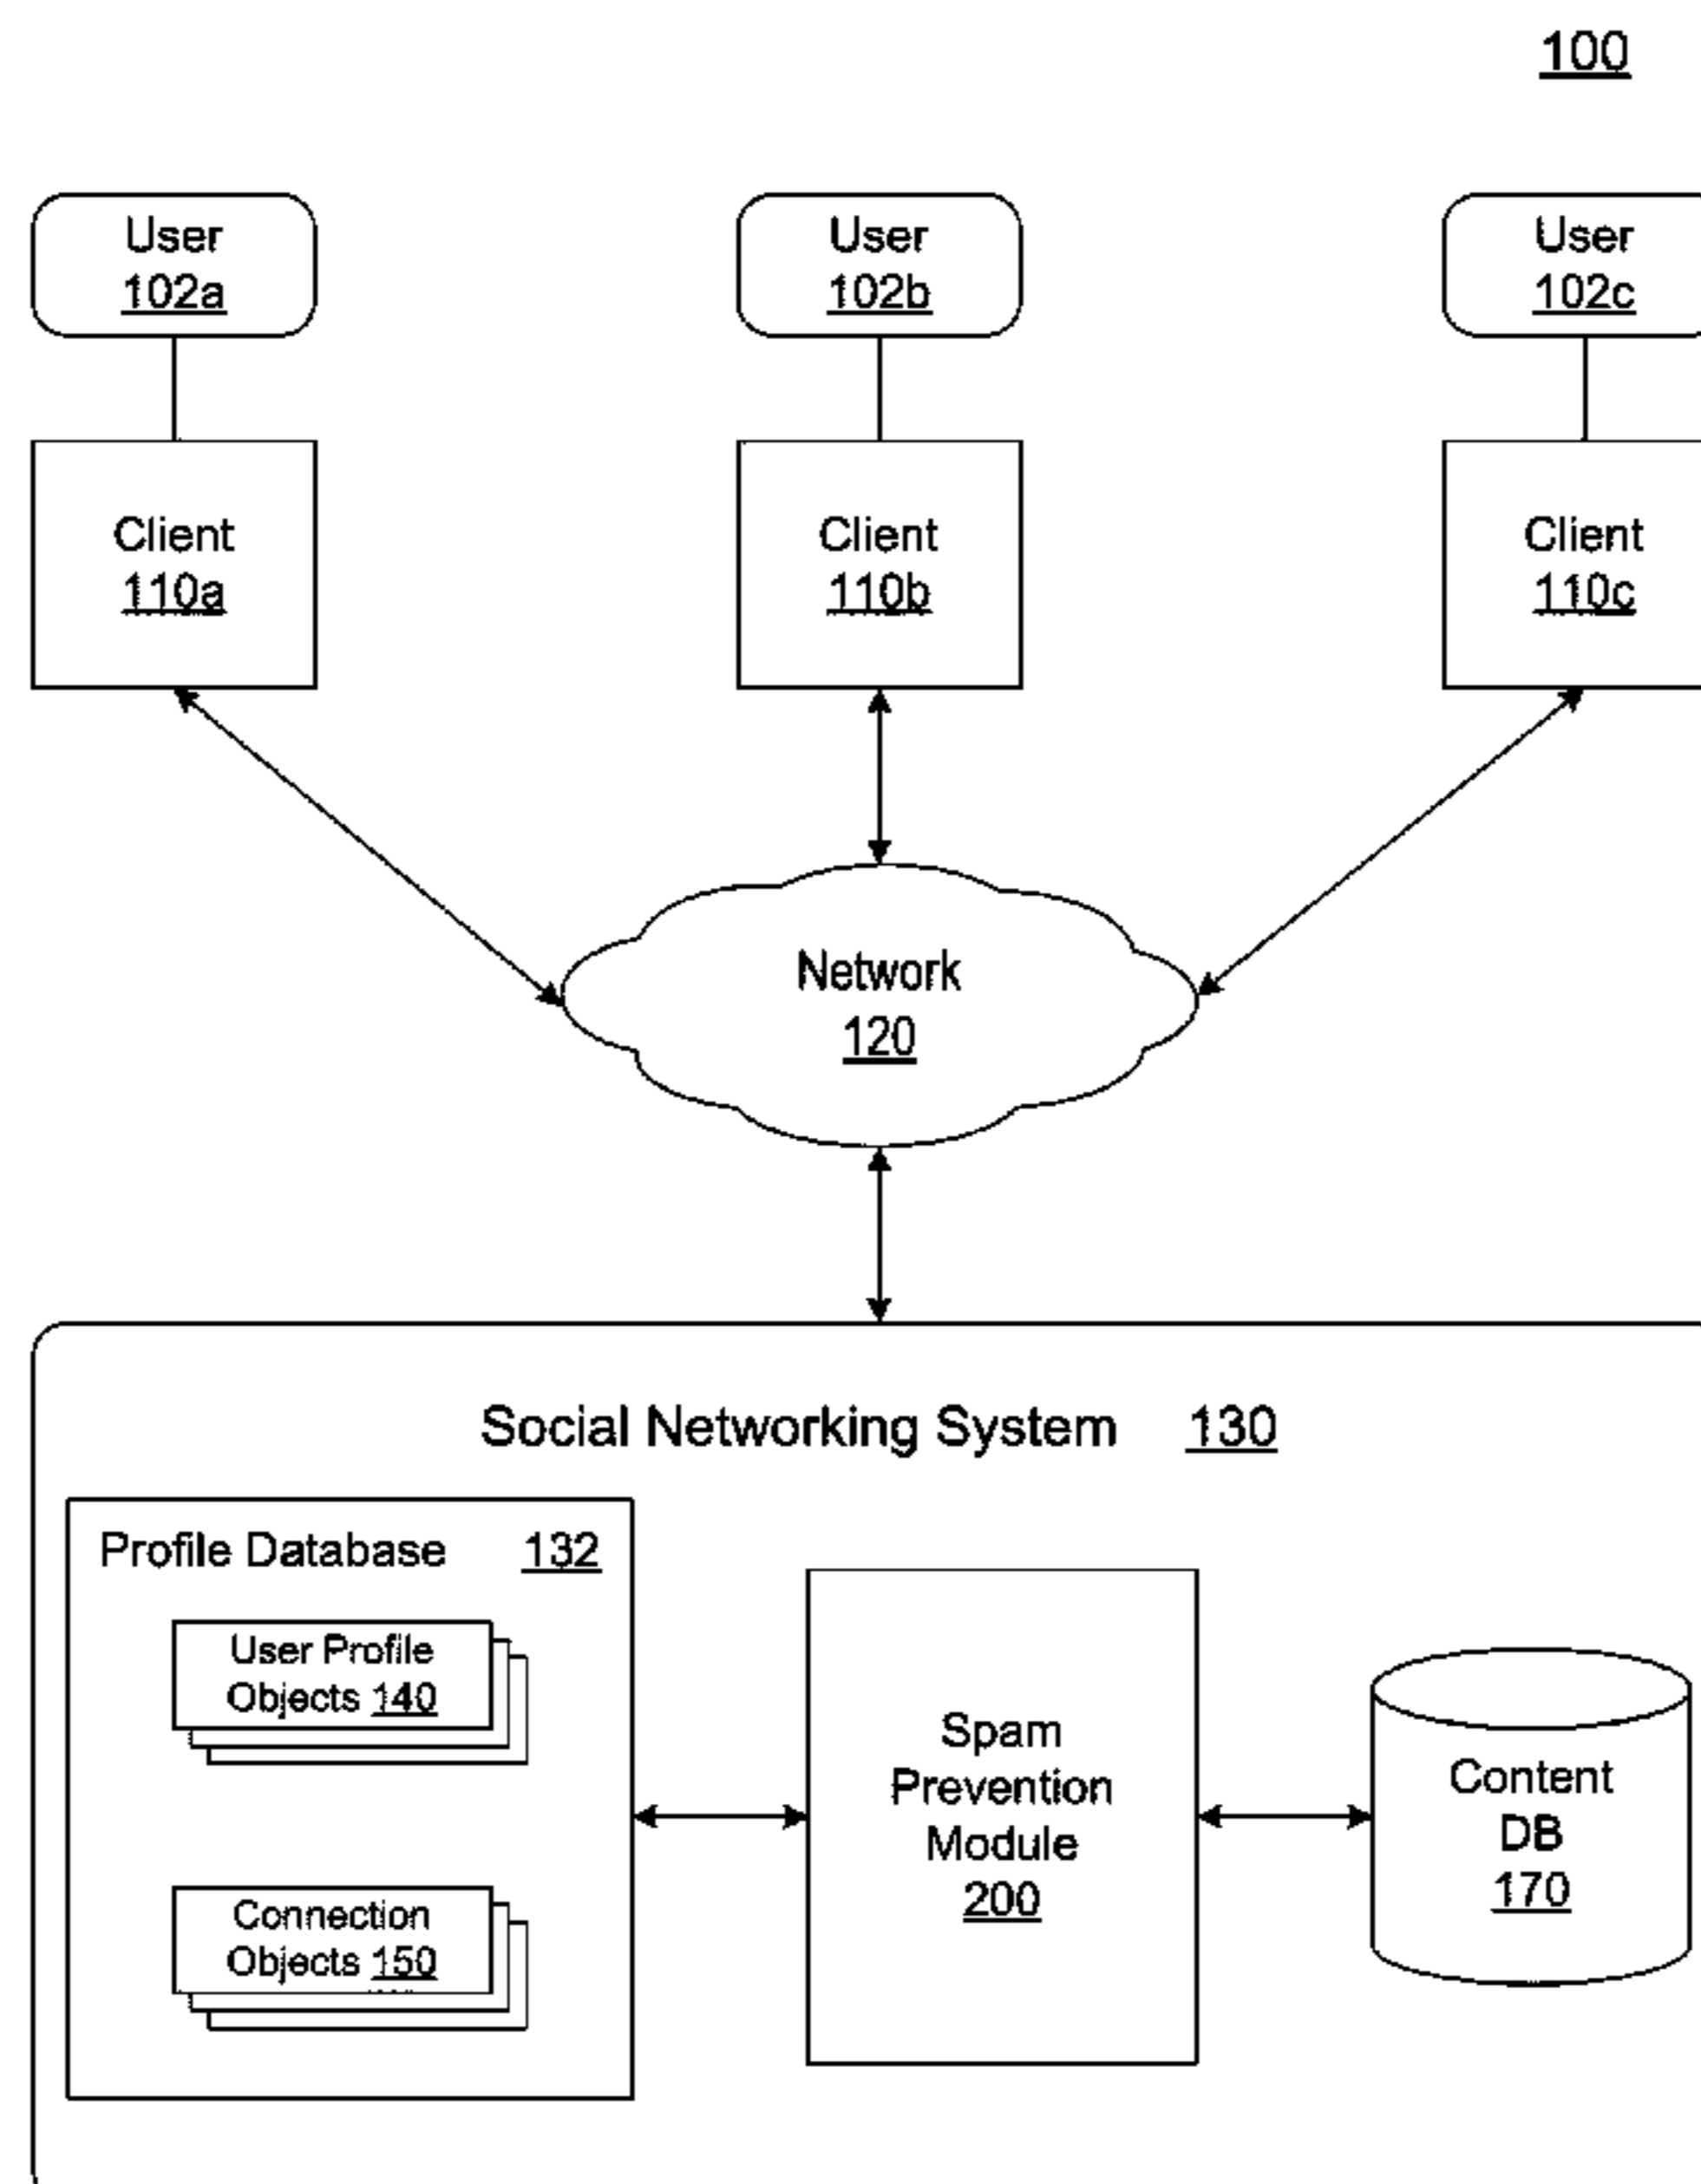 100
User
102a
User
102b
User
102c
Client
110a
Client
110b
Client
110c
Network
120
Social Networking System 130
Profile Database 132
User Profile
Objects 140
Connection
Objects 150
Spam
Prevention
Module
200
Content
DB
170